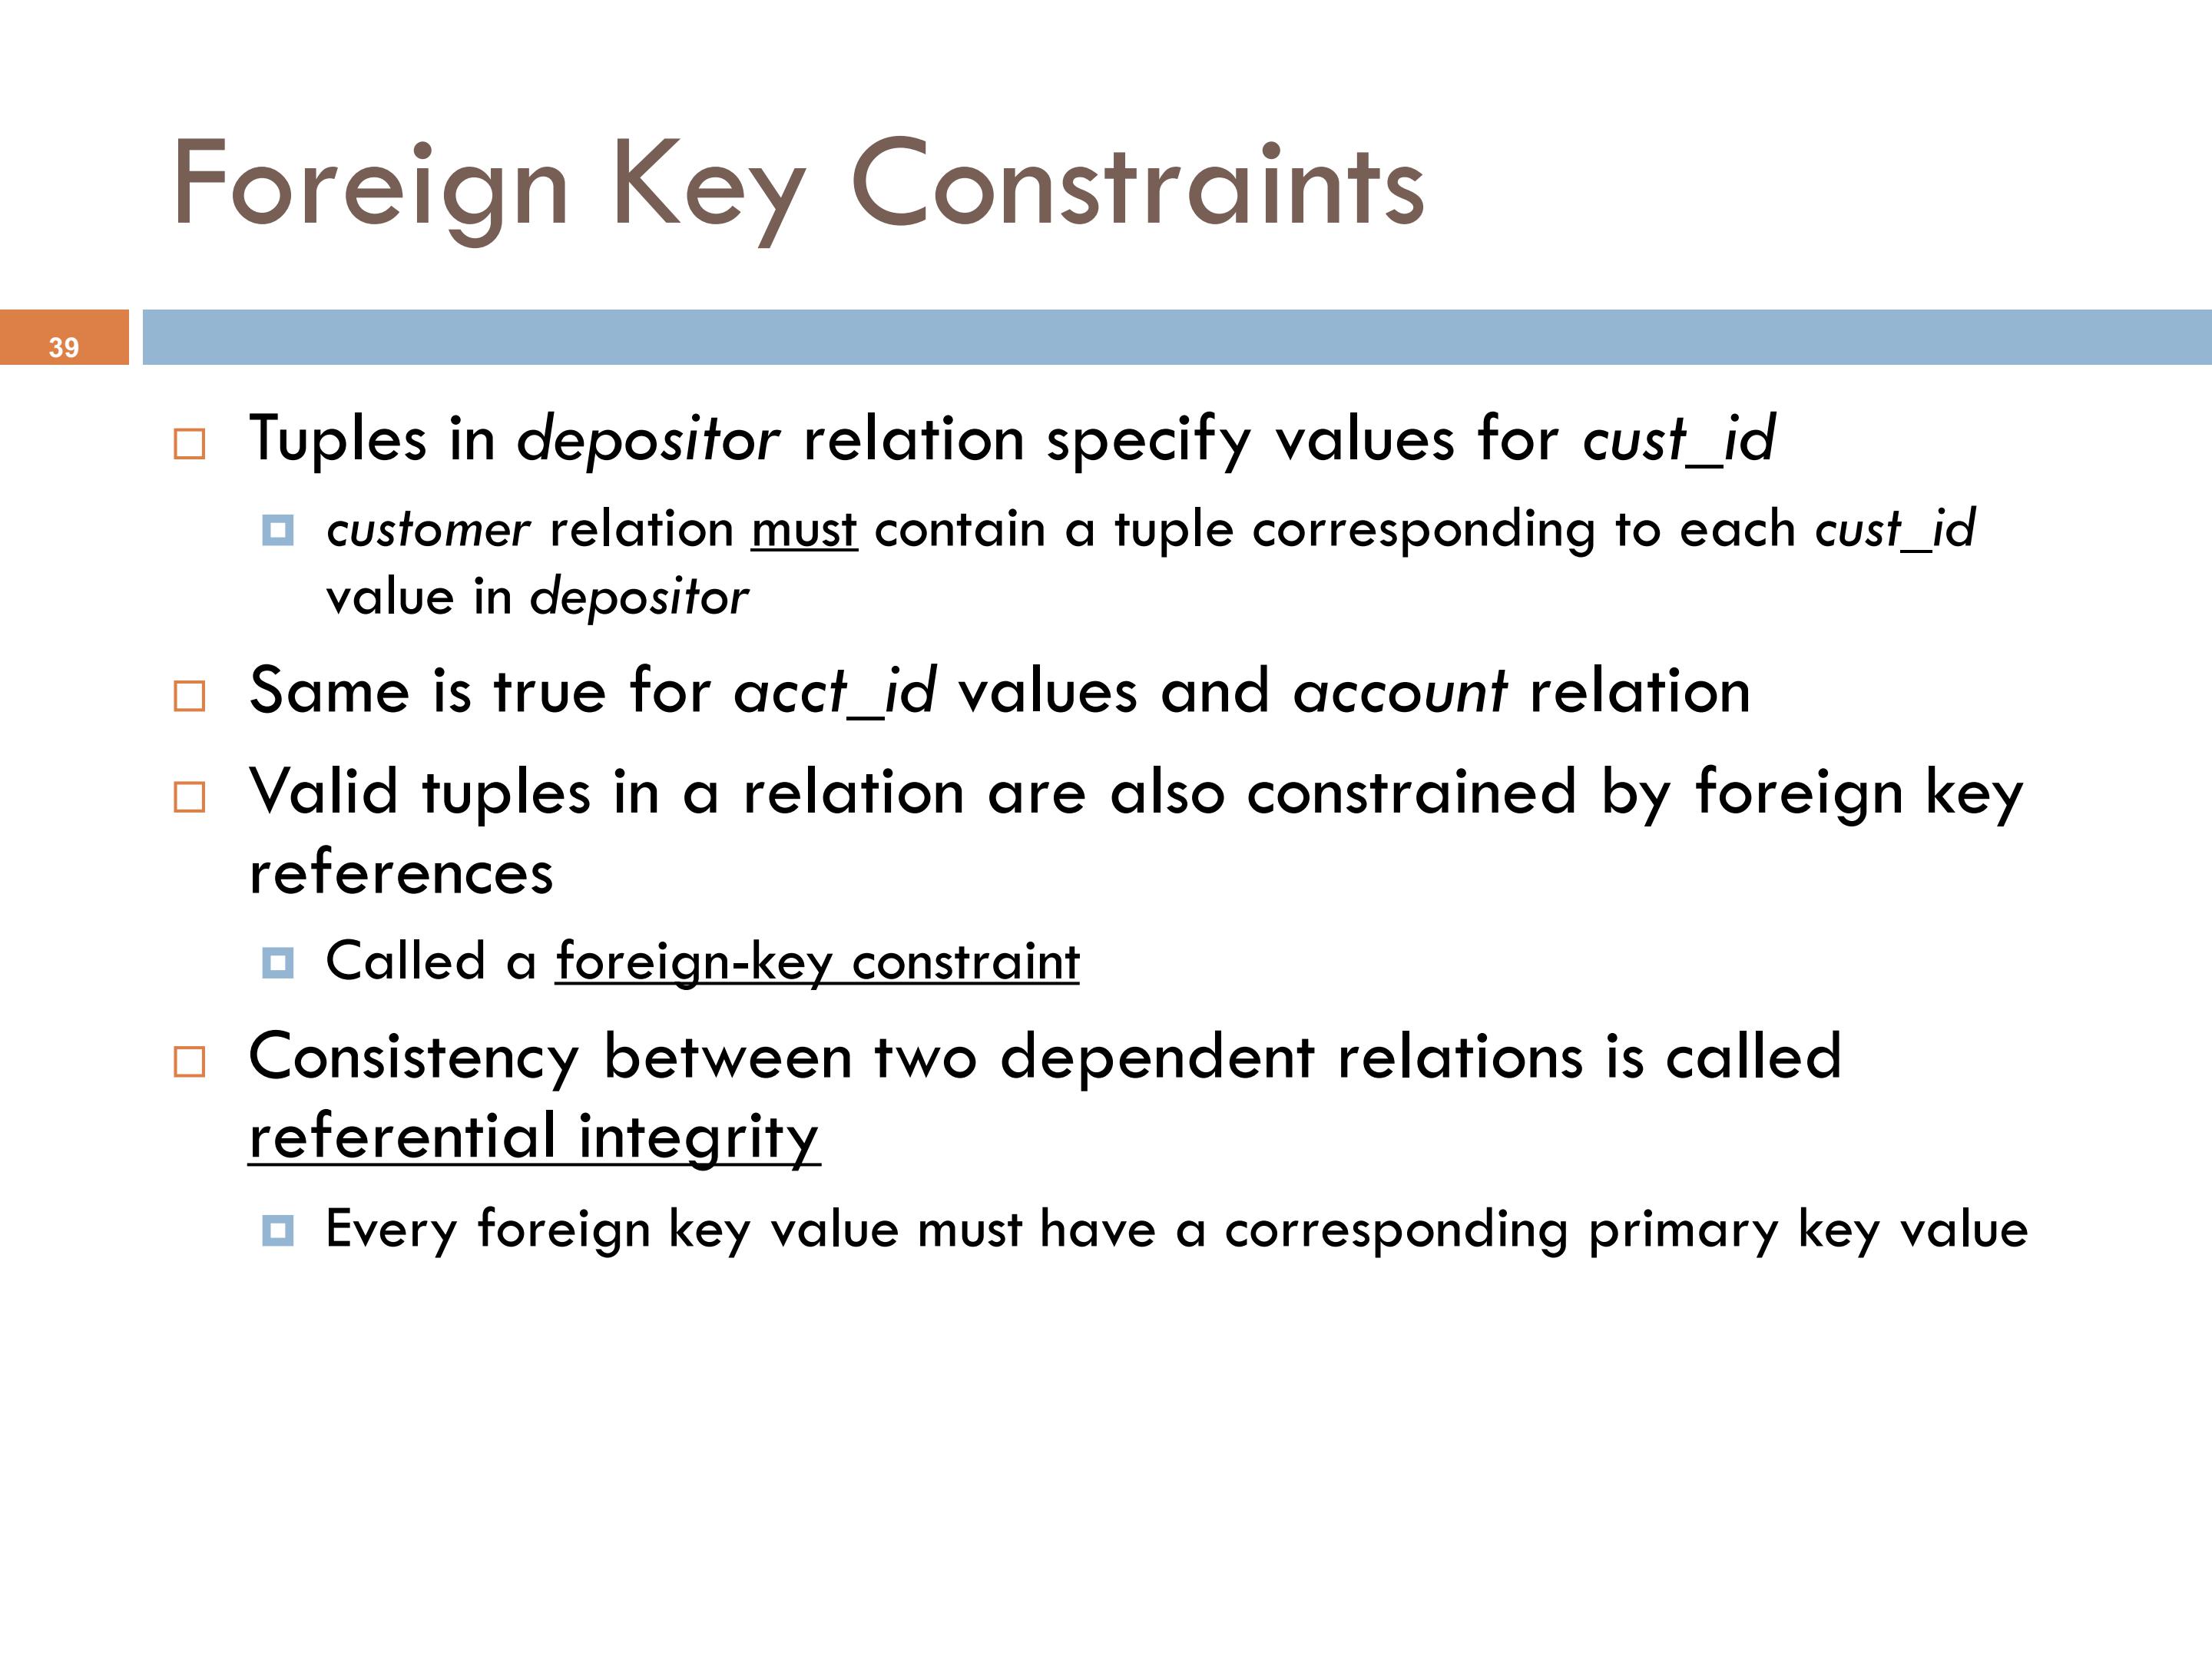 Foreign Key Constraints
39
Tuples in depositor relation specify values for cust_id
customer relation must contain a tuple corresponding to each cust_id
value in depositor
Same is true for acct_id values and account relation
Valid tuples in a relation are also constrained by foreign key
references
Called a foreign-key constraint
Consistency between two dependent relations is called
referential integrity
Every foreign key value must have a corresponding primary key value